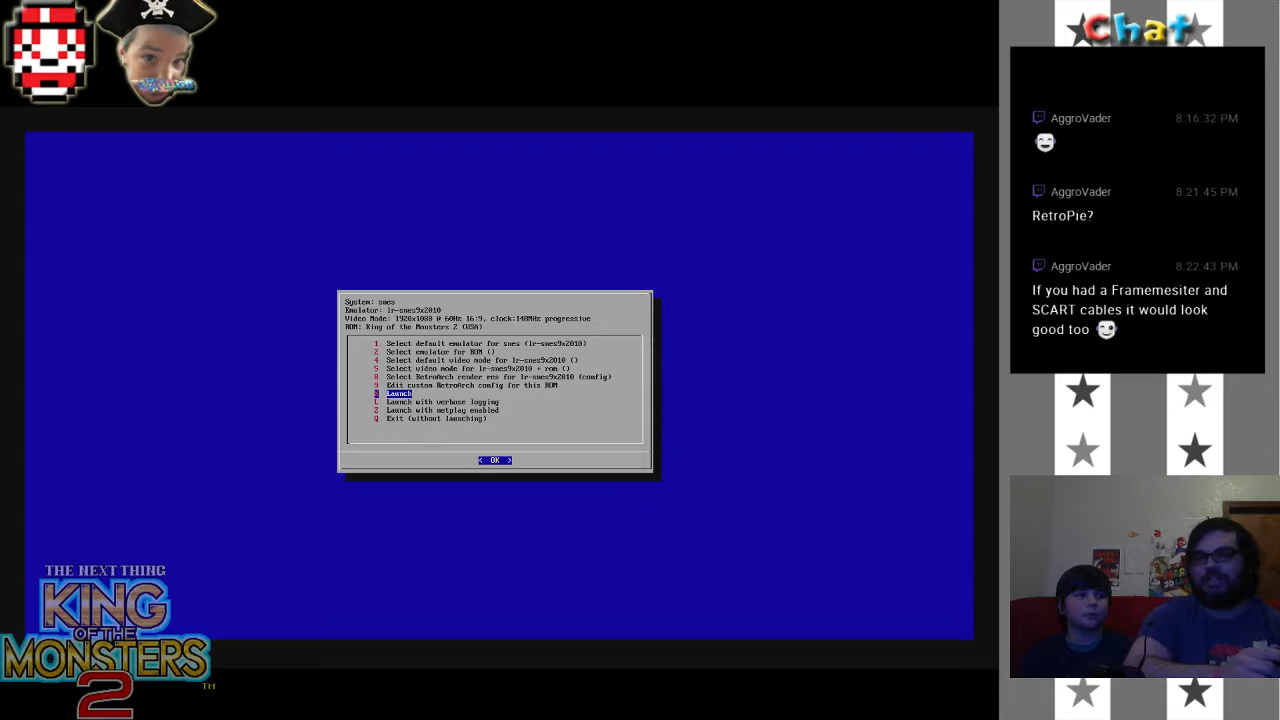 System: snes
Emulator: lr-snes9x2010
Video Mode: 1920x1080 @ 60Hz 16:9, clock:148MHz progressive
ROM: King of the Monsters 2 (USA)
1 Select default emulator for snes (lr-snes9x2010)
2 Select emulator for ROM ()
4 Select default video mode for lr-snes9x2010 ()
5 Select video mode for lr-snes9x2010 + rom ()
8 Select RetroArch render res for lr-snes9x2010 (config)
9 Edit custom RetroArch config for this ROM
X Launch
L Launch with verbose logging
Z Launch with netplay enabled
Q Exit (without launching)
< OK >
THE NEXT THING
KING
OF THE
MONSTERS
2 ™
Chat
AggroVader 8:16:32 PM
AggroVader 8:21:45 PM
RetroPie?
AggroVader 8:22:43 PM
If you had a Framemesiter and
SCART cables it would look
good too